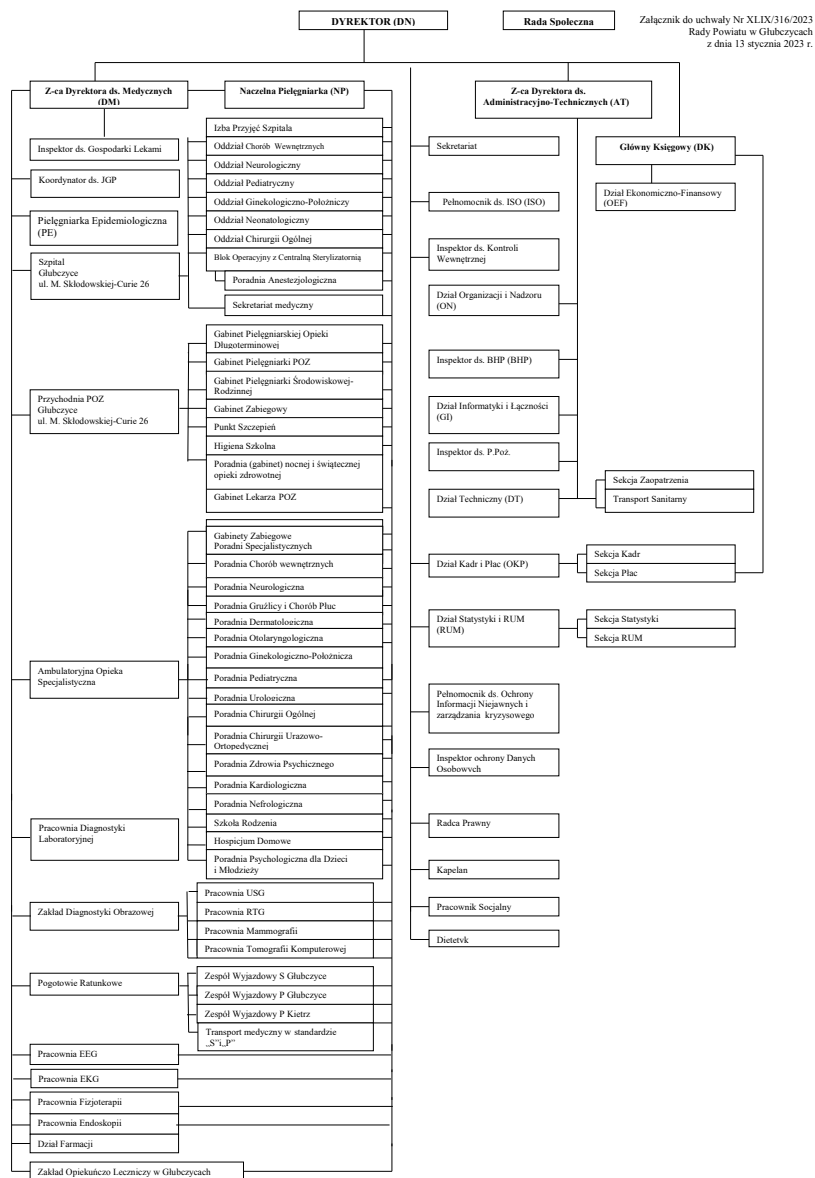 DYREKTOR (DN)
Rada Społeczna
Załącznik do uchwały Nr XLIX/316/2023
Rady Powiatu w Głubczycach
z dnia 13 stycznia 2023 r.
Z-ca Dyrektora ds. Medycznych
(DM)
Naczelna Pielęgniarka (NP)
Z-ca Dyrektora ds.
Administracyjno-Technicznych (AT)
Główny Księgowy (DK)
Dział Ekonomiczno-Finansowy
(OEF)
Inspektor ds. Gospodarki Lekami
Koordynator ds. JGP
Pielęgniarka Epidemiologiczna
(PE)
Szpital
Głubczyce
ul. M. Skłodowskiej-Curie 26
Izba Przyjęć Szpitala
Oddział Chorób Wewnętrznych
Oddział Neurologiczny
Oddział Pediatryczny
Oddział Ginekologiczno-Położniczy
Oddział Neonatologiczny
Oddział Chirurgii Ogólnej
Blok Operacyjny z Centralną Sterylizatornią
Poradnia Anestezjologiczna
Sekretariat medyczny
Przychodnia POZ
Głubczyce
ul. M. Skłodowskiej-Curie 26
Gabinet Pielęgniarskiej Opieki
Długoterminowej
Gabinet Pielęgniarki POZ
Gabinet Pielęgniarki Środowiskowej-
Rodzinnej
Gabinet Zabiegowy
Punkt Szczepień
Higiena Szkolna
Poradnia (gabinet) nocnej i świątecznej
opieki zdrowotnej
Gabinet Lekarza POZ
Ambulatoryjna Opieka
Specjalistyczna
Gabinety Zabiegowe
Poradni Specjalistycznych
Poradnia Chorób wewnętrznych
Poradnia Neurologiczna
Poradnia Gruźlicy i Chorób Płuc
Poradnia Dermatologiczna
Poradnia Otolaryngologiczna
Poradnia Ginekologiczno-Położnicza
Poradnia Pediatryczna
Poradnia Urologiczna
Poradnia Chirurgii Ogólnej
Poradnia Chirurgii Urazowo-
Ortopedycznej
Poradnia Zdrowia Psychicznego
Poradnia Kardiologiczna
Poradnia Nefrologiczna
Szkoła Rodzenia
Hospicjum Domowe
Poradnia Psychologiczna dla Dzieci
i Młodzieży
Pracownia Diagnostyki
Laboratoryjnej
Zakład Diagnostyki Obrazowej
Pracownia USG
Pracownia RTG
Pracownia Mammografii
Pracownia Tomografii Komputerowej
Pogotowie Ratunkowe
Zespół Wyjazdowy S Głubczyce
Zespół Wyjazdowy P Głubczyce
Zespół Wyjazdowy P Kietrz
Transport medyczny w standardzie
„S”i„P”
Pracownia EEG
Pracownia EKG
Pracownia Fizjoterapii
Pracownia Endoskopii
Dział Farmacji
Zakład Opiekuńczo Leczniczy w Głubczycach
Sekretariat
Pełnomocnik ds. ISO (ISO)
Inspektor ds. Kontroli
Wewnętrznej
Dział Organizacji i Nadzoru
(ON)
Inspektor ds. BHP (BHP)
Dział Informatyki i Łączności
(GI)
Inspektor ds. P.Poż.
Dział Techniczny (DT)
Sekcja Zaopatrzenia
Transport Sanitarny
Dział Kadr i Płac (OKP)
Sekcja Kadr
Sekcja Płac
Dział Statystyki i RUM
(RUM)
Sekcja Statystyki
Sekcja RUM
Pełnomocnik ds. Ochrony
Informacji Niejawnych i
zarządzania kryzysowego
Inspektor ochrony Danych
Osobowych
Radca Prawny
Kapelan
Pracownik Socjalny
Dietetyk